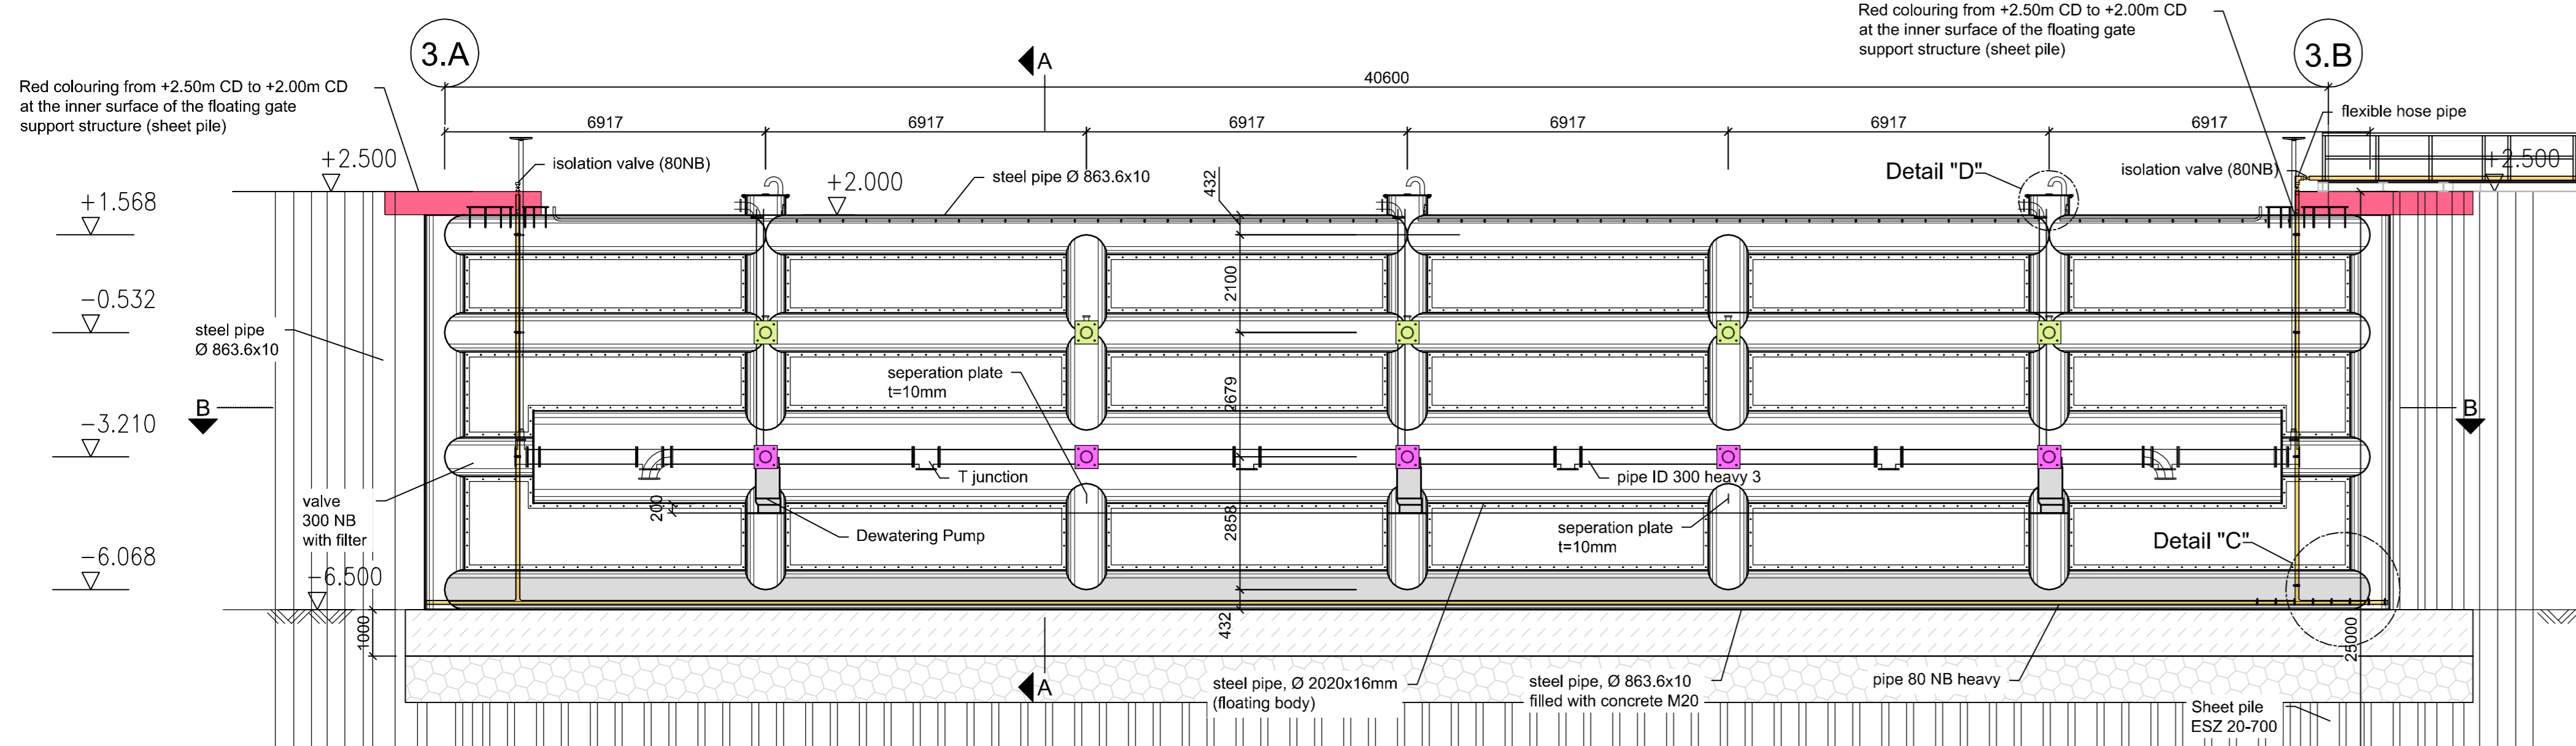 Red colouring from +2.50m CD to +2.00m CD
at the inner surface of the floating gate
support structure (sheet pile)
3.A
A
40600
Red colouring from +2.50m CD to +2.00m CD
at the inner surface of the floating gate
support structure (sheet pile)
3.B
flexible hose pipe
6917
6917
6917
6917
6917
6917
+2.500
isolation valve (80NB)
+2.000
steel pipe Ø 863.6x10
432
Detail "D"
isolation valve (80NB)
+2.500
+1.568
-0.532
-3.210
-6.068
-6.500
steel pipe
Ø 863.6x10
2100
B
seperation plate
t=10mm
2679
B
T junction
pipe ID 300 heavy 3
valve
300 NB
with filter
200
Dewatering Pump
2858
seperation plate
t=10mm
Detail "C"
1000
432
25000
A
steel pipe, Ø 2020x16mm
(floating body)
steel pipe, Ø 863.6x10
filled with concrete M20
pipe 80 NB heavy
Sheet pile
ESZ 20-700